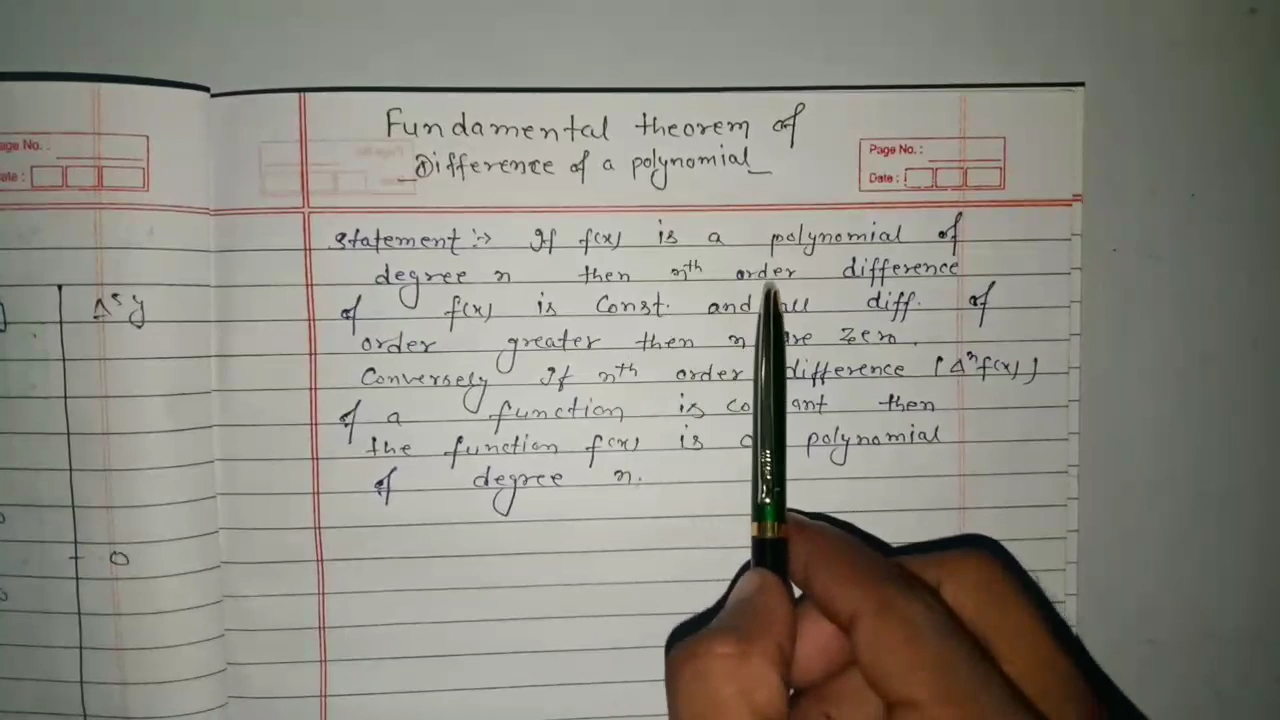 Fundamental theorem of
Difference of a polynomial
Page No. :
Date :
age No. :
ate :
Statement :→ If f(x) is a polynomial of
degree n then nth order difference
of f(x) is const. and all diff. of
order greater then n are zero.
Conversely If nth order difference [Δⁿf(x)]
of a function is constant then
the function f(x) is a polynomial
of degree n.
Δ⁵y
0